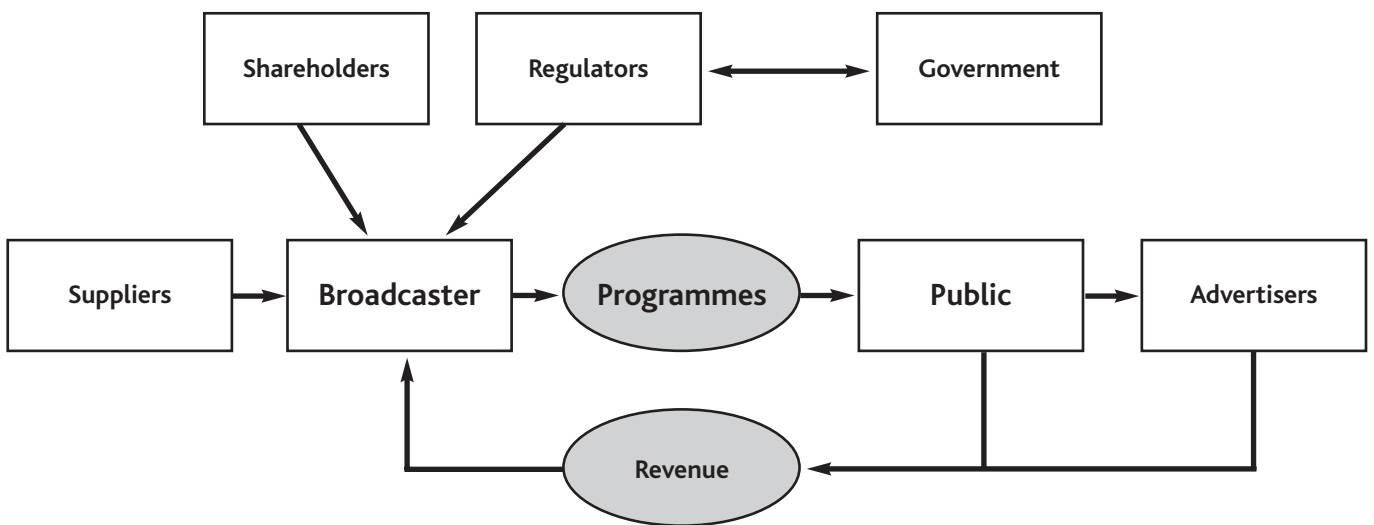 Shareholders
Regulators
Government
Suppliers
Broadcaster
Programmes
Public
Advertisers
Revenue